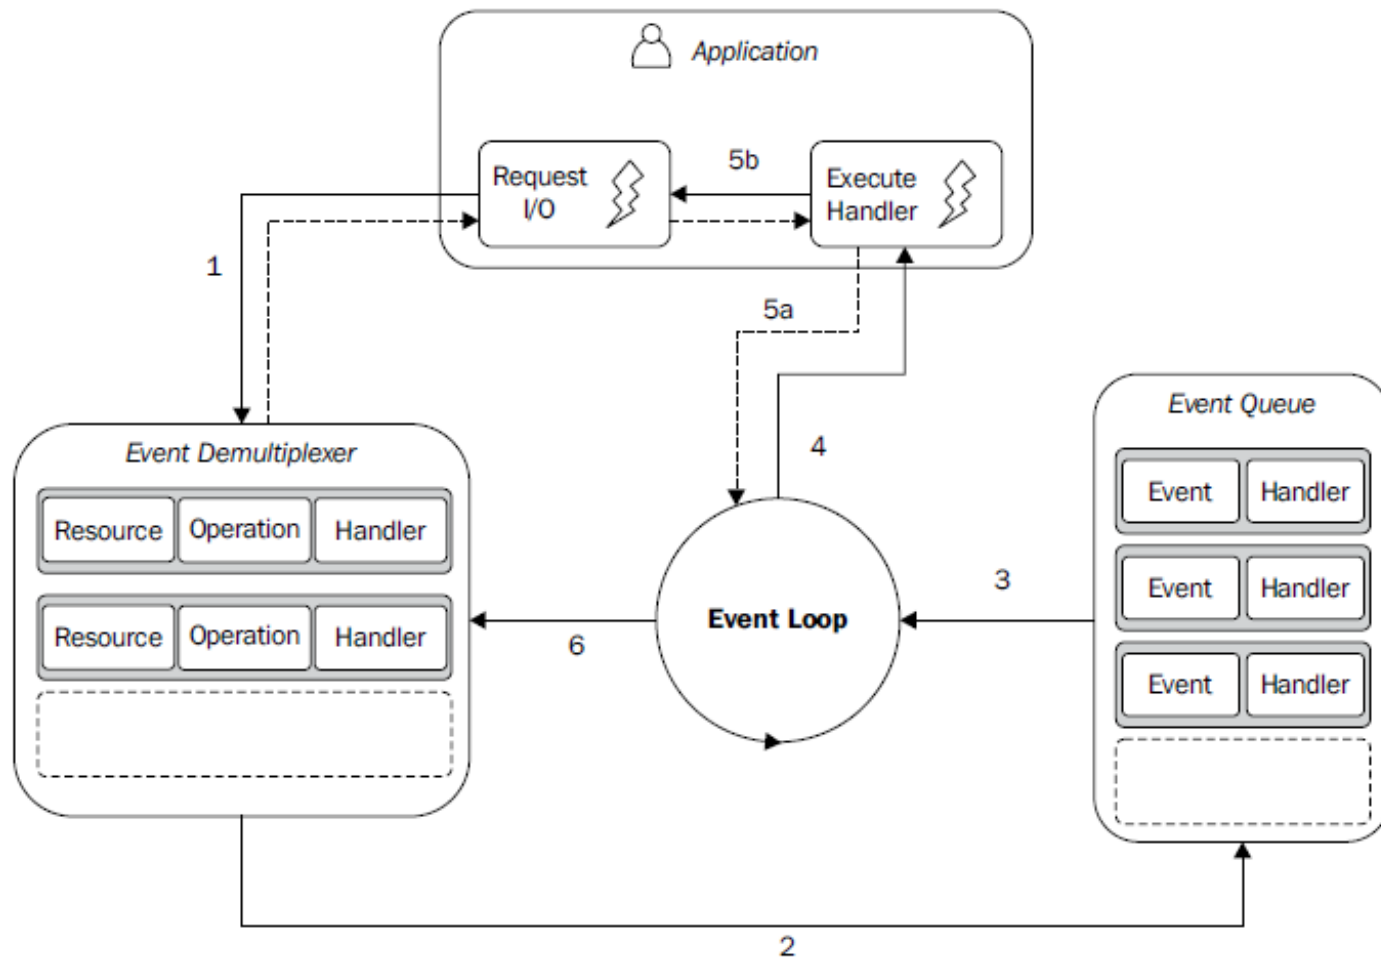 Application
Request
I/O
5b
Execute
Handler
1
5a
Event Demultiplexer
Resource
Operation
Handler
Resource
Operation
Handler
4
Event Loop
6
3
Event Queue
Event
Handler
Event
Handler
Event
Handler
2